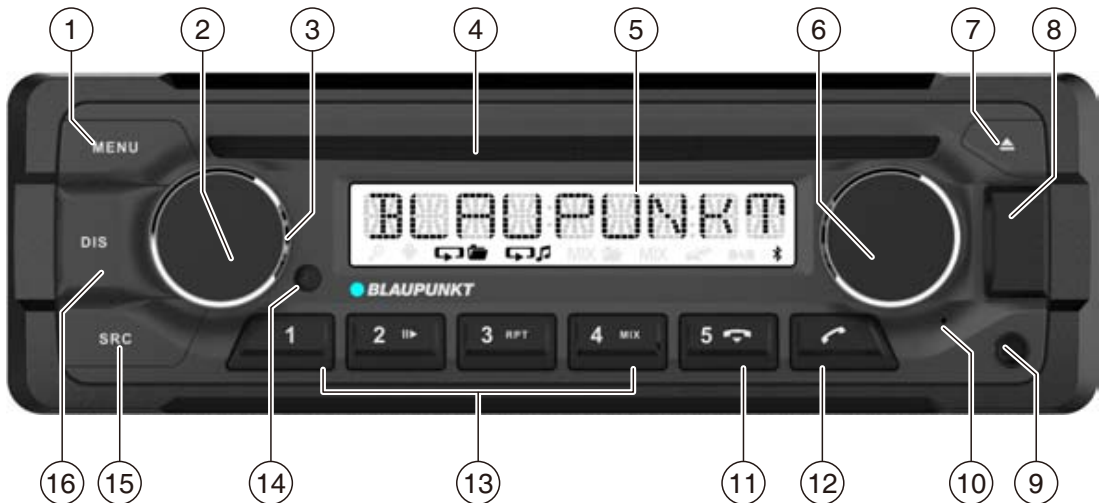 1 2 3 4 5 6 7 8
MENU
DIS
BLAUPUNKT
MIX MIX
BLAUPUNKT
SRC
1 2 3 RPT 4 MIX 5
16 15 14 13 11 12 10 9